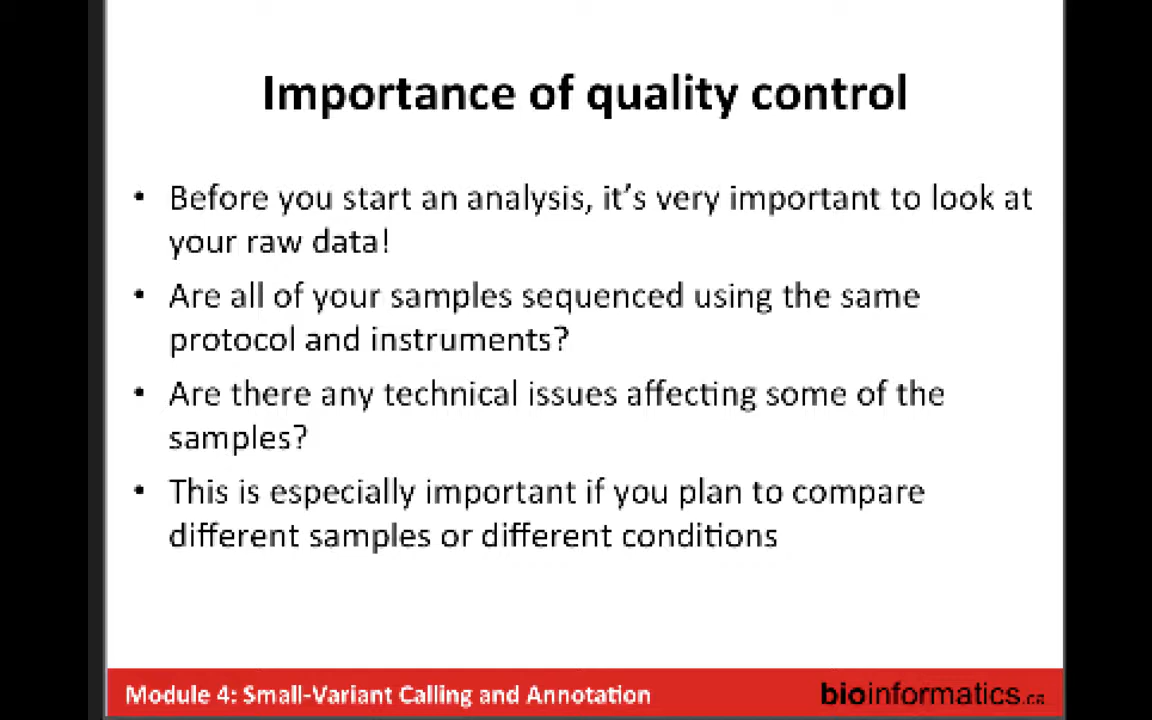 Importance of quality control
• Before you start an analysis, it's very important to look at
your raw data!
• Are all of your samples sequenced using the same
protocol and instruments?
• Are there any technical issues affecting some of the
samples?
• This is especially important if you plan to compare
different samples or different conditions
Module 4: Small-Variant Calling and Annotation
bioinformatics.ca